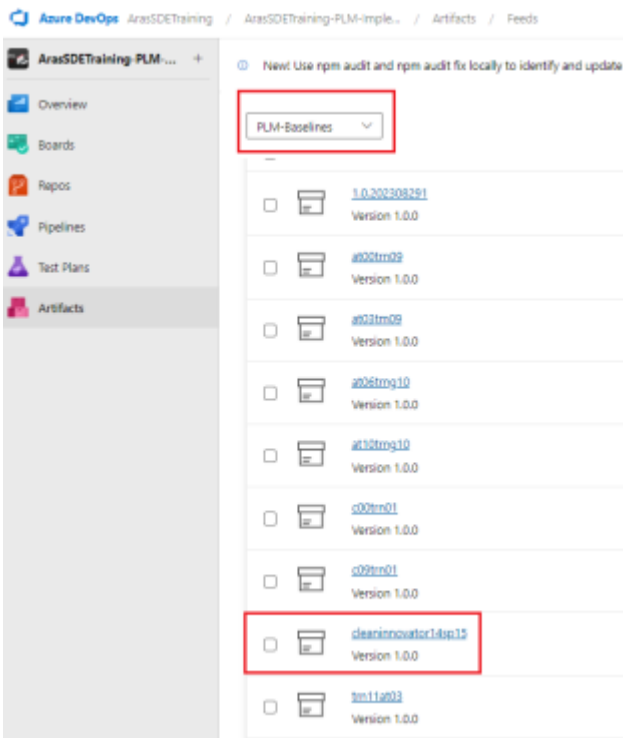 Azure DevOps ArasSDETraining / ArasSDETraining-PLM-Imple... / Artifacts / Feeds
ArasSDETraining-PLM-... +
New! Use npm audit and npm audit fix locally to identify and update
Overview
Boards
Repos
Pipelines
Test Plans
Artifacts
PLM-Baselines
1.0.202308291
Version 1.0.0
at00trn09
Version 1.0.0
at03trn09
Version 1.0.0
at06trng10
Version 1.0.0
at10trng10
Version 1.0.0
c00trn01
Version 1.0.0
c09trn01
Version 1.0.0
cleaninnovator14sp15
Version 1.0.0
trn11at03
Version 1.0.0